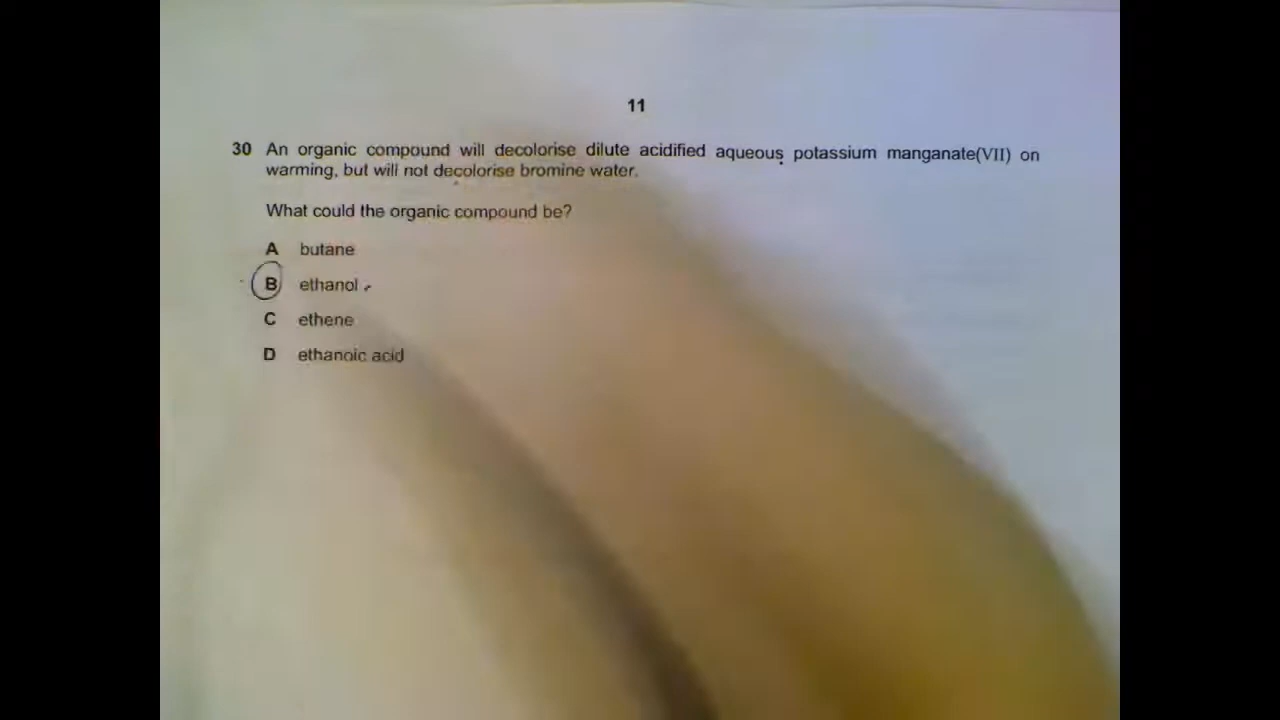 11
30 An organic compound will decolorise dilute acidified aqueous potassium manganate(VII) on
warming, but will not decolorise bromine water.
What could the organic compound be?
A butane
B ethanol
C ethene
D ethanoic acid